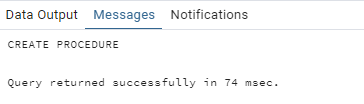 Data Output Messages Notifications
CREATE PROCEDURE
Query returned successfully in 74 msec.